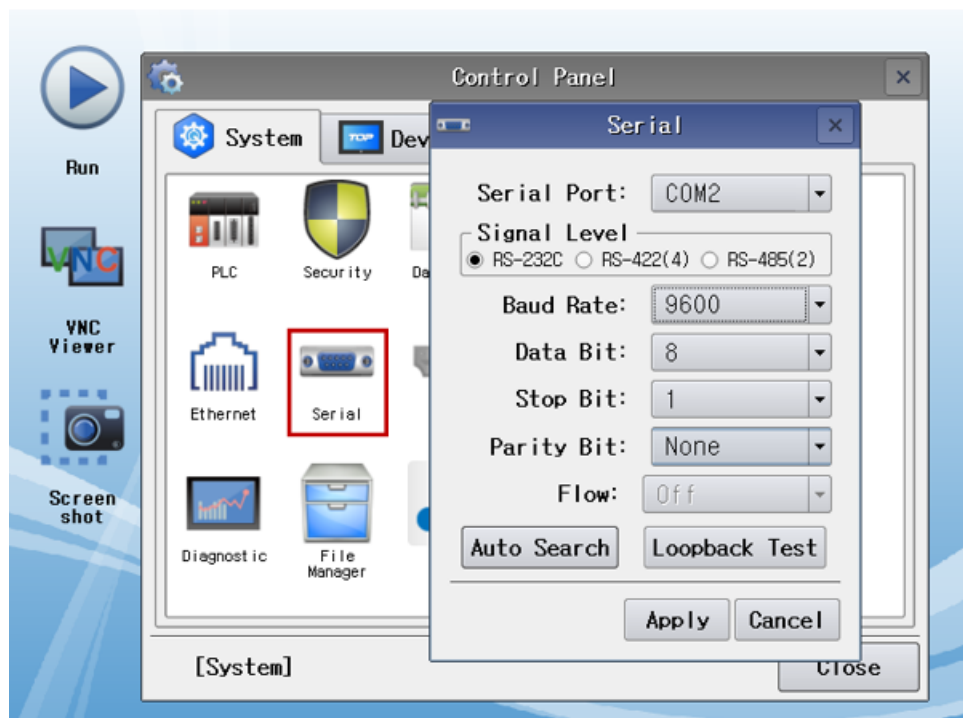 Run
VNC
VNC
Viewer
Screen
shot
Control Panel
System
TOP
Dev
PLC
Security
Da
Ethernet
Serial
Diagnostic
File
Manager
[System]
Close
Serial
Serial Port: COM2
Signal Level
RS-232C RS-422(4) RS-485(2)
Baud Rate: 9600
Data Bit: 8
Stop Bit: 1
Parity Bit: None
Flow: Off
Auto Search Loopback Test
Apply Cancel